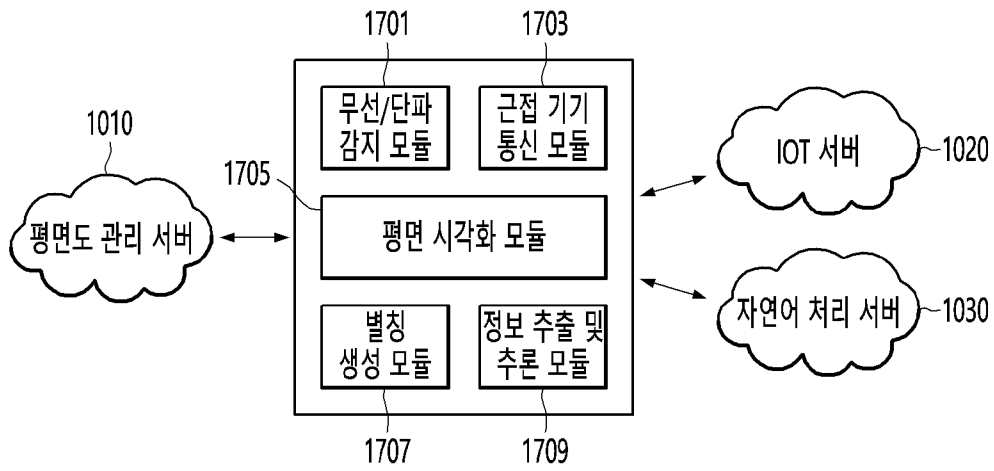 1701
1703
무선/단파
감지 모듈
근접 기기
통신 모듈
1010
1705
IOT 서버
1020
평면도 관리 서버
평면 시각화 모듈
별칭
생성 모듈
정보 추출 및
추론 모듈
자연어 처리 서버
1030
1707
1709